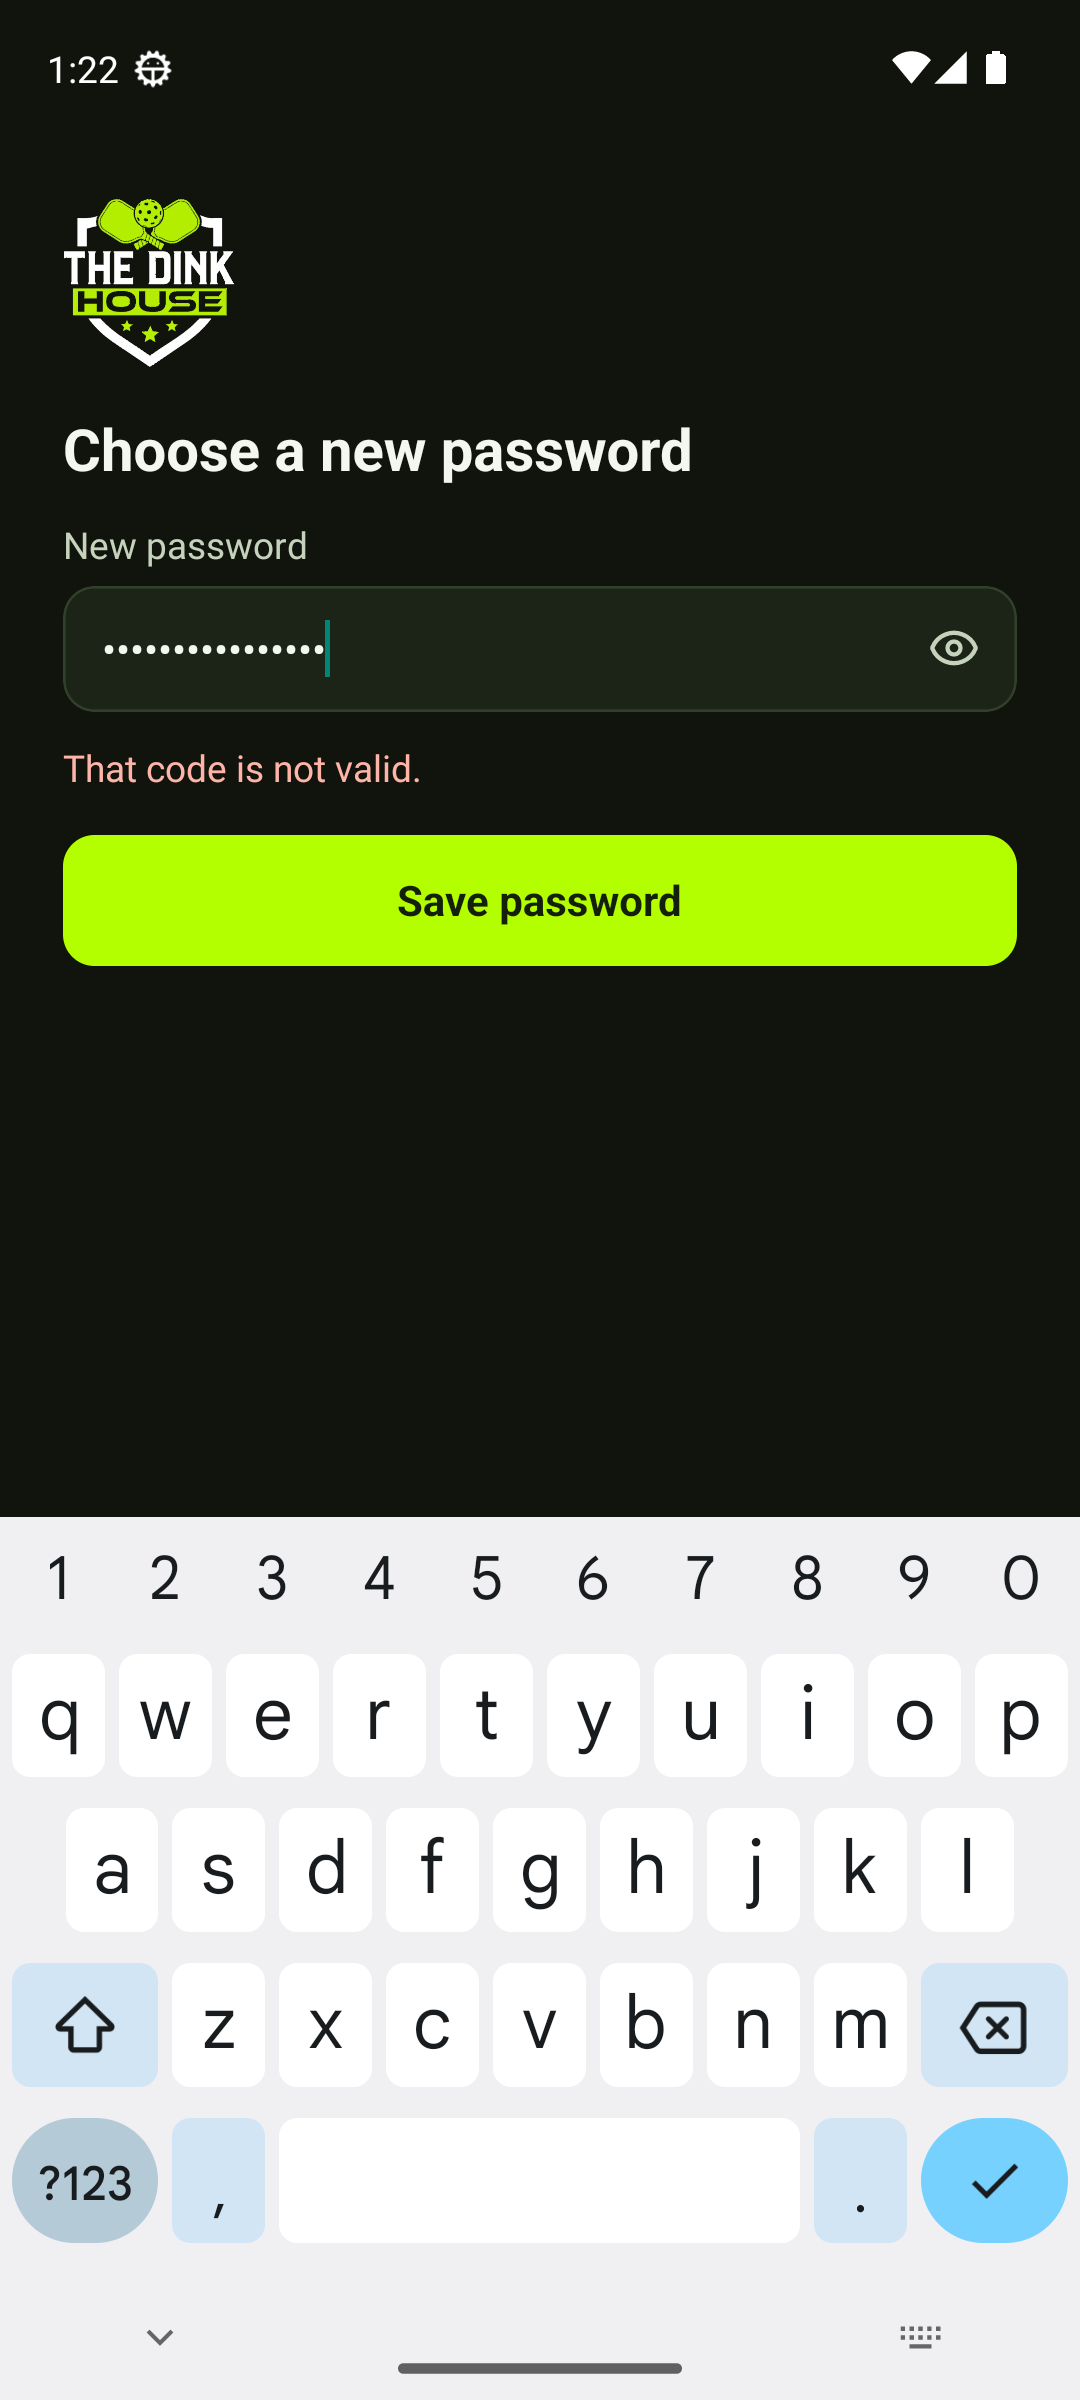 1:22
THE DINK
HOUSE
Choose a new password
New password
••••••••••••••••
That code is not valid.
Save password
1 2 3 4 5 6 7 8 9 0
q w e r t y u i o p
a s d f g h j k l
z x c v b n m
?123 , .